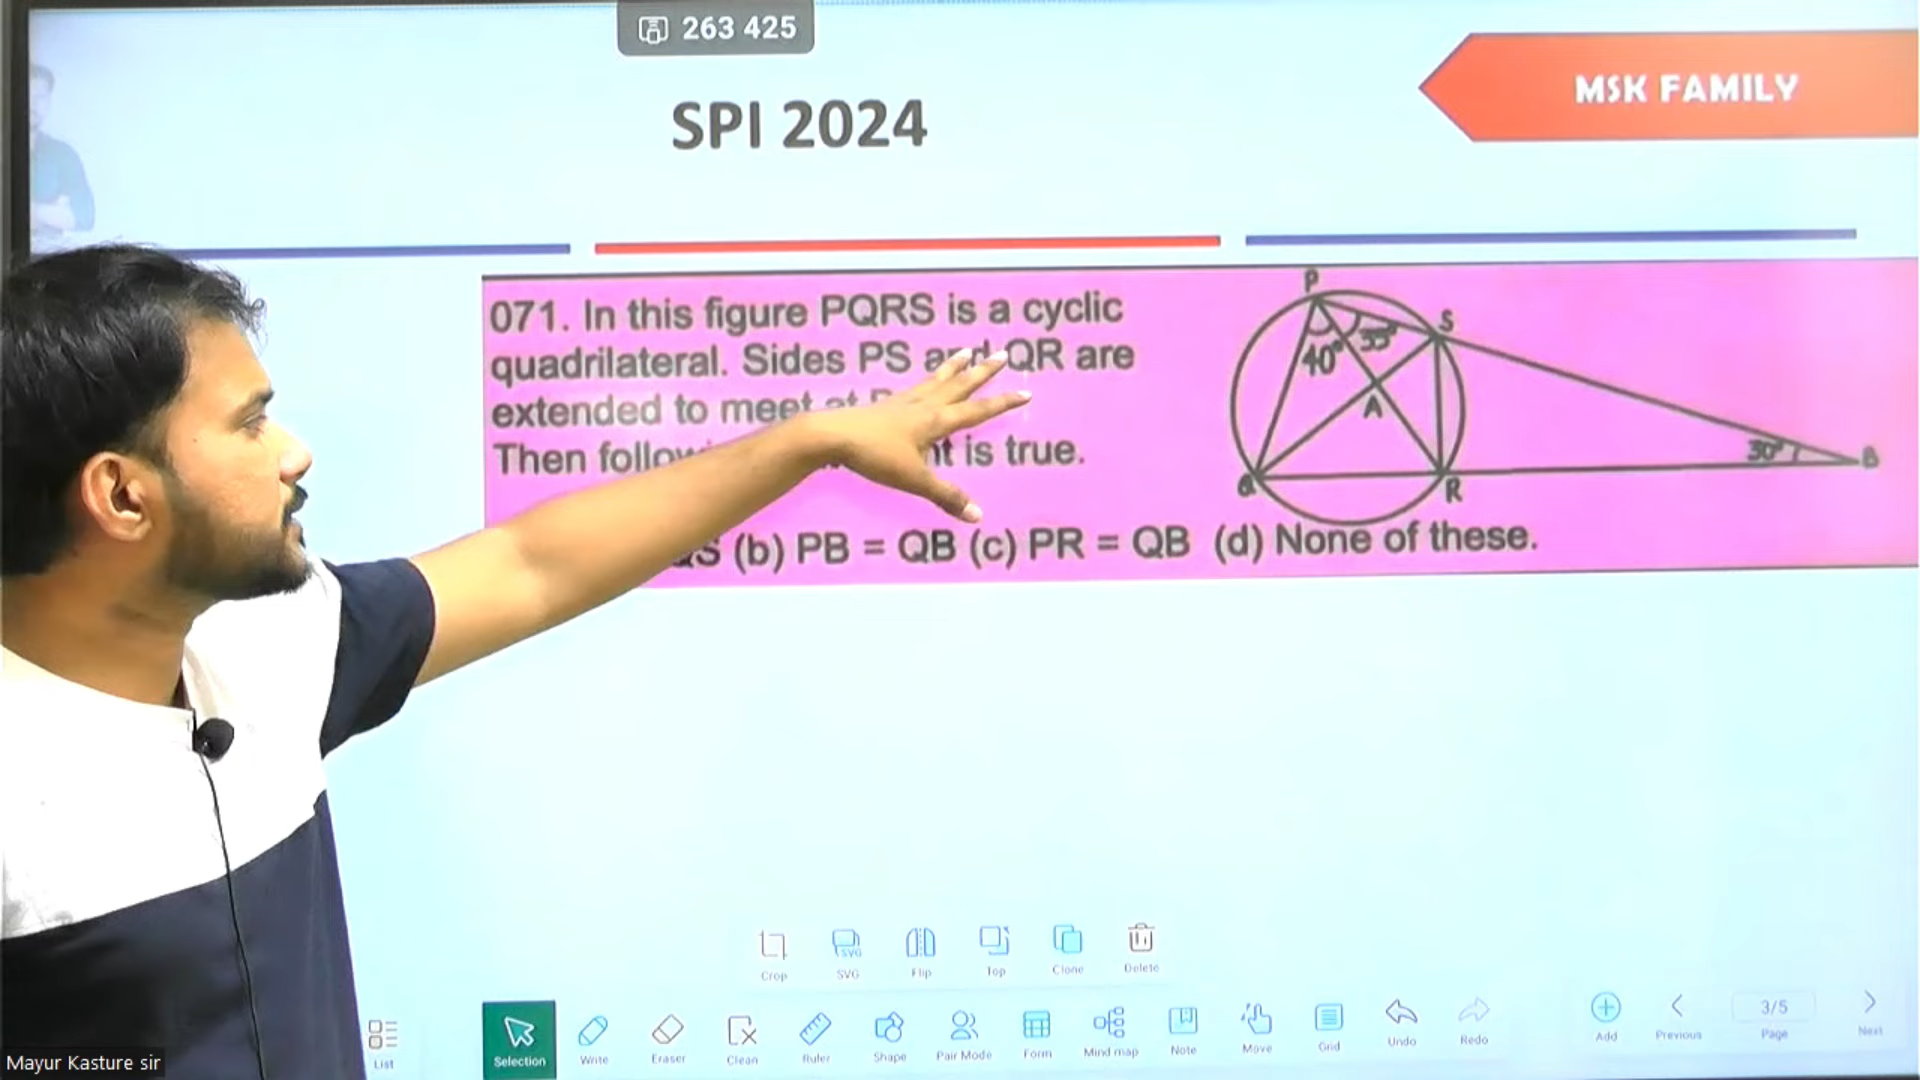 263 425
SPI 2024
MSK FAMILY
071. In this figure PQRS is a cyclic
quadrilateral. Sides PS and QR are
extended to meet at
Then is true.
(b) PB = QB (c) PR = QB (d) None of these.
P
S
40°
35°
A
30°
B
Q
R
Crop
SVG
Flip
Top
Clone
Delete
List
Selection
Write
Eraser
Clean
Ruler
Shape
Pair Mode
Form
Mind map
Note
Move
Grid
Undo
Redo
Add
Previous
3/5
Page
Next
Mayur Kasture sir